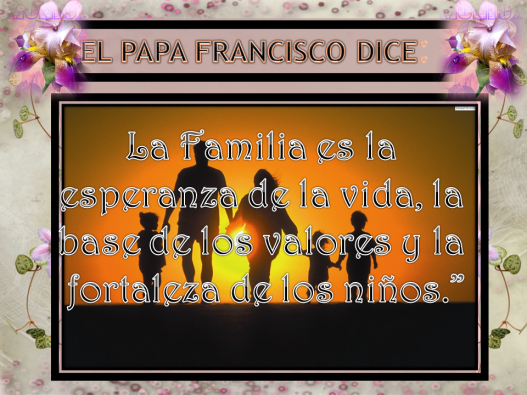 EL PAPA FRANCISCO DICE:
La Familia es la
esperanza de la vida, la
base de los valores y la
fortaleza de los niños.”